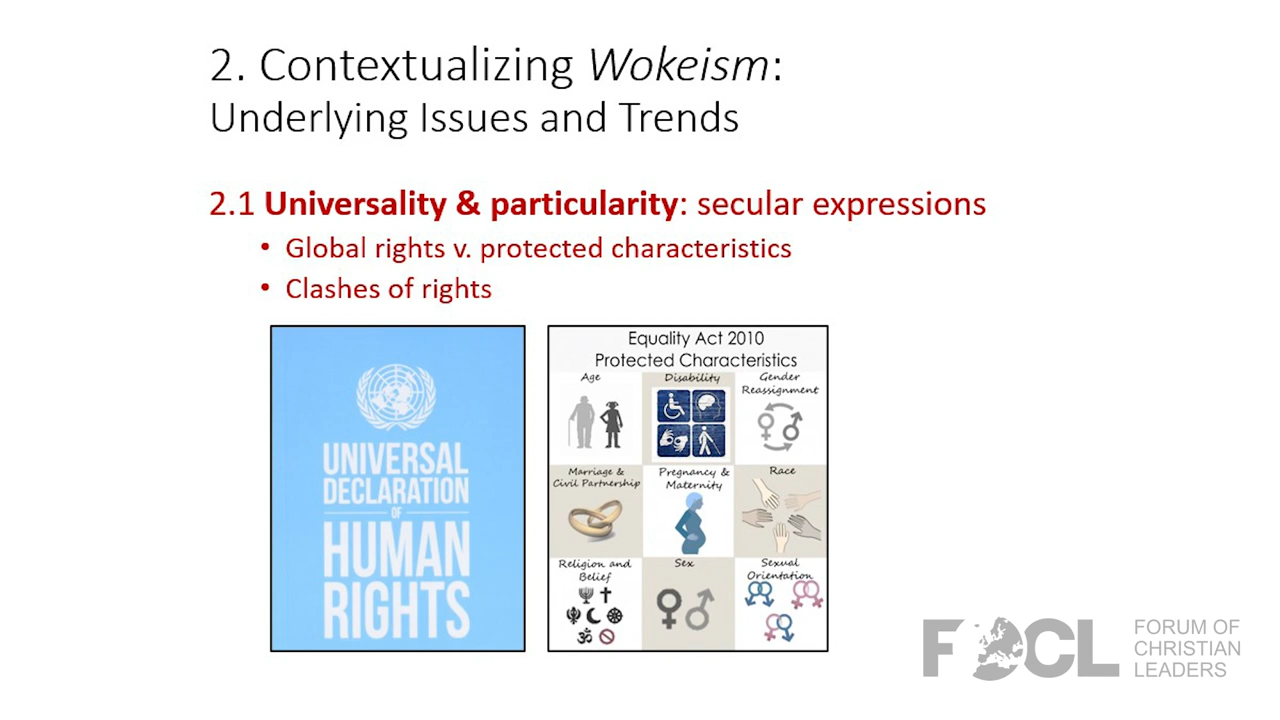 2. Contextualizing Wokeism:
Underlying Issues and Trends
2.1 Universality & particularity: secular expressions
• Global rights v. protected characteristics
• Clashes of rights
UNIVERSAL
DECLARATION
OF
HUMAN
RIGHTS
Equality Act 2010
Protected Characteristics
Age
Disability
Gender
Reassignment
Marriage &
Civil Partnership
Pregnancy &
Maternity
Race
Religion and
Belief
Sex
Sexual
Orientation
FOCL
FORUM OF
CHRISTIAN
LEADERS